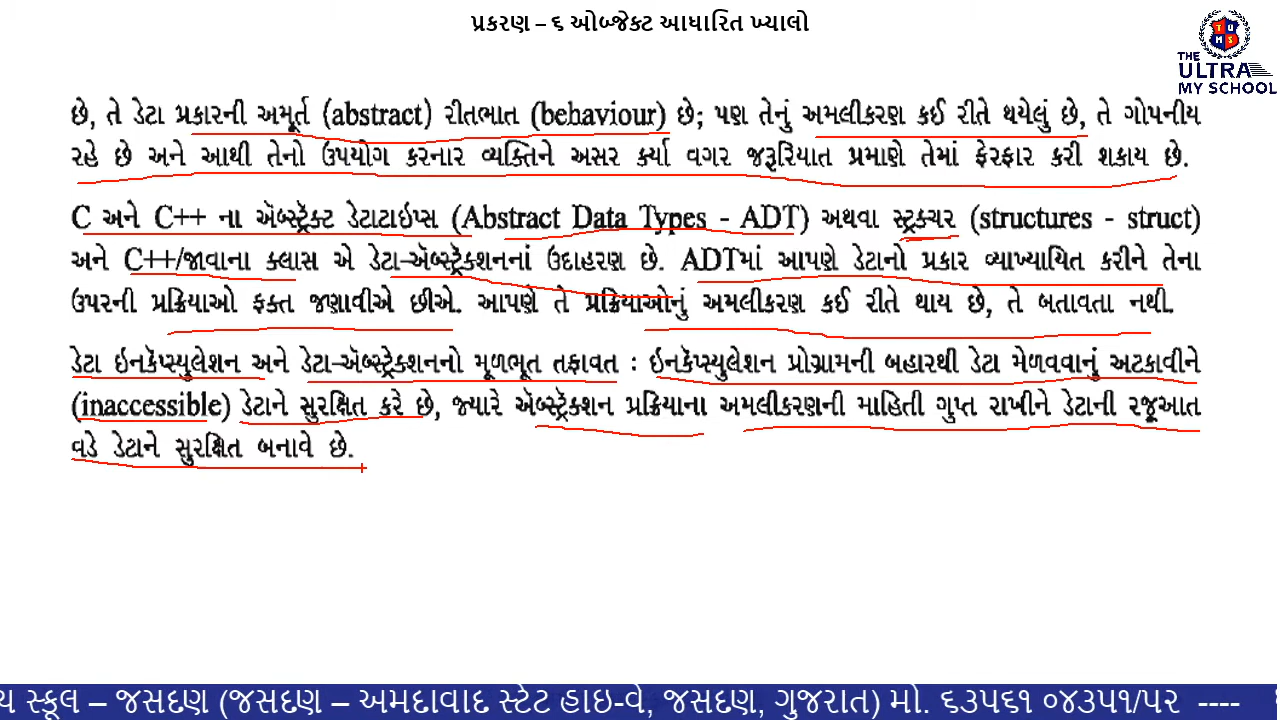 પ્રકરણ – ૬ ઓબ્જેક્ટ આધારિત ખ્યાલો
TUMS
THE
ULTRA
MY SCHOOL
છે, તે ડેટા પ્રકારની અમૂર્ત (abstract) રીતભાત (behaviour) છે; પણ તેનું અમલીકરણ કઈ રીતે થયેલું છે, તે ગોપનીય
રહે છે અને આથી તેનો ઉપયોગ કરનાર વ્યક્તિને અસર કર્યા વગર જરૂરિયાત પ્રમાણે તેમાં ફેરફાર કરી શકાય છે.
C અને C++ ના ઍબ્સ્ટ્રૅક્ટ ડેટાટાઇપ્સ (Abstract Data Types - ADT) અથવા સ્ટ્રક્ચર (structures - struct)
અને C++/જાવાના ક્લાસ એ ડેટા-ઍબ્સ્ટ્રૅક્શનનાં ઉદાહરણ છે. ADTમાં આપણે ડેટાનો પ્રકાર વ્યાખ્યાયિત કરીને તેના
ઉપરની પ્રક્રિયાઓ ફક્ત જણાવીએ છીએ. આપણે તે પ્રક્રિયાઓનું અમલીકરણ કઈ રીતે થાય છે, તે બતાવતા નથી.
ડેટા ઇનકૅપ્સ્યુલેશન અને ડેટા-ઍબ્સ્ટ્રેક્શનનો મૂળભૂત તફાવત : ઇનકૅપ્સ્યુલેશન પ્રોગ્રામની બહારથી ડેટા મેળવવાનું અટકાવીને
(inaccessible) ડેટાને સુરક્ષિત કરે છે, જ્યારે ઍબ્સ્ટ્રૅક્શન પ્રક્રિયાના અમલીકરણની માહિતી ગુપ્ત રાખીને ડેટાની રજૂઆત
વડે ડેટાને સુરક્ષિત બનાવે છે.
ય સ્કૂલ – જસદણ (જસદણ – અમદાવાદ સ્ટેટ હાઇ-વે, જસદણ, ગુજરાત) મો. ૬૩૫૬૧ ૦૪૩૫૧/૫૨ ----